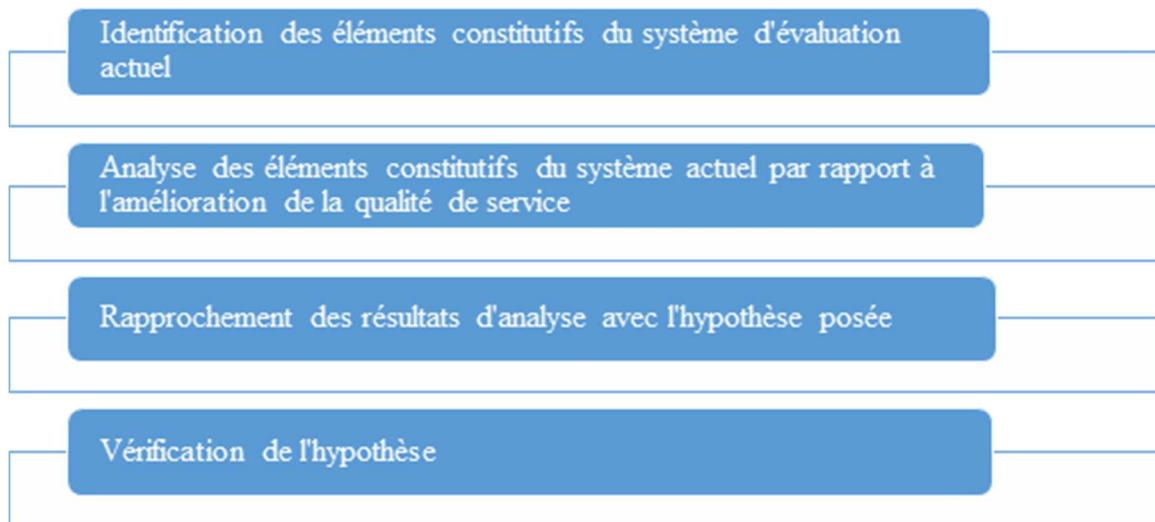 Identification des éléments constitutifs du système d'évaluation
actuel
Analyse des éléments constitutifs du système actuel par rapport à
l'amélioration de la qualité de service
Rapprochement des résultats d'analyse avec l'hypothèse posée
Vérification de l'hypothèse